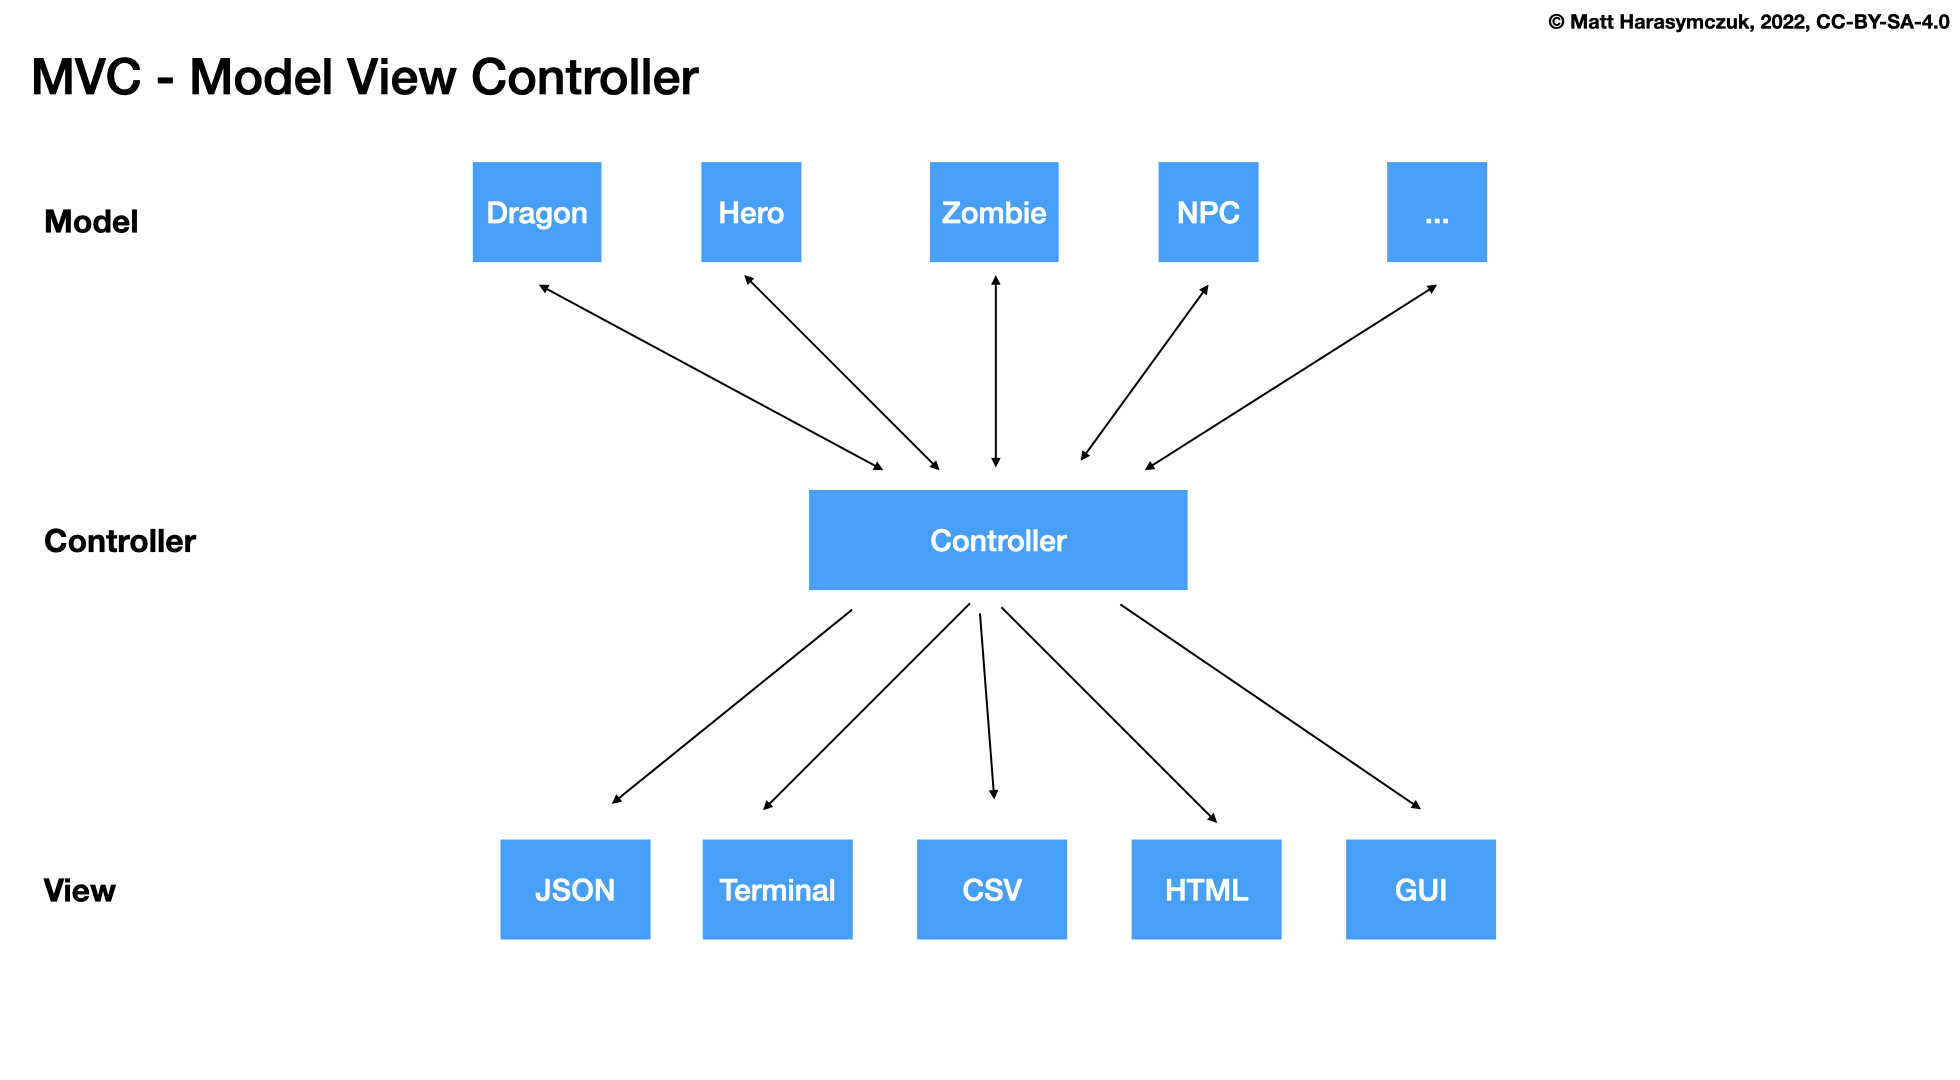 © Matt Harasymczuk, 2022, CC-BY-SA-4.0
MVC - Model View Controller
Model
Dragon
Hero
Zombie
NPC
...
Controller
Controller
View
JSON
Terminal
CSV
HTML
GUI